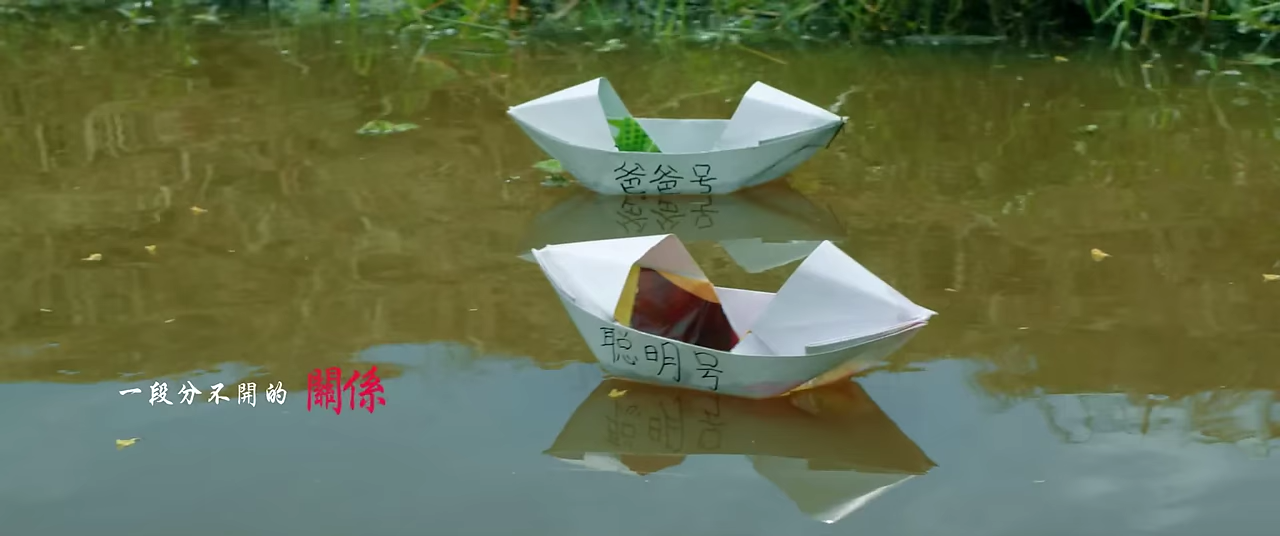 爸爸号
聪明号
一段分不開的 關係